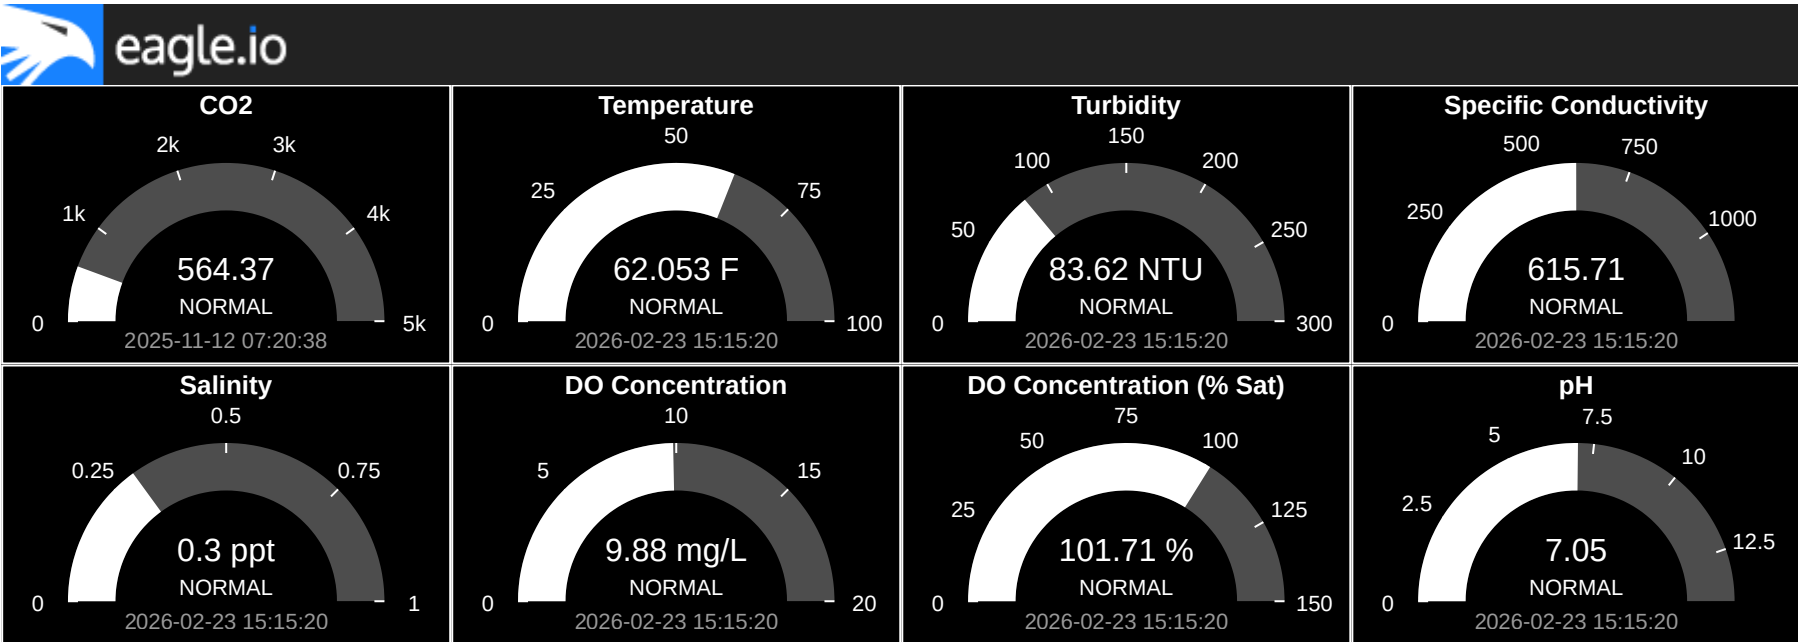 eagle.io
CO2
0
1k
2k
3k
4k
5k
564.37
NORMAL
2025-11-12 07:20:38
Temperature
0
25
50
75
100
62.053 F
NORMAL
2026-02-23 15:15:20
Turbidity
0
50
100
150
200
250
300
83.62 NTU
NORMAL
2026-02-23 15:15:20
Specific Conductivity
0
250
500
750
1000
615.71
NORMAL
2026-02-23 15:15:20
Salinity
0
0.25
0.5
0.75
1
0.3 ppt
NORMAL
2026-02-23 15:15:20
DO Concentration
0
5
10
15
20
9.88 mg/L
NORMAL
2026-02-23 15:15:20
DO Concentration (% Sat)
0
25
50
75
100
125
150
101.71 %
NORMAL
2026-02-23 15:15:20
pH
0
2.5
5
7.5
10
12.5
7.05
NORMAL
2026-02-23 15:15:20